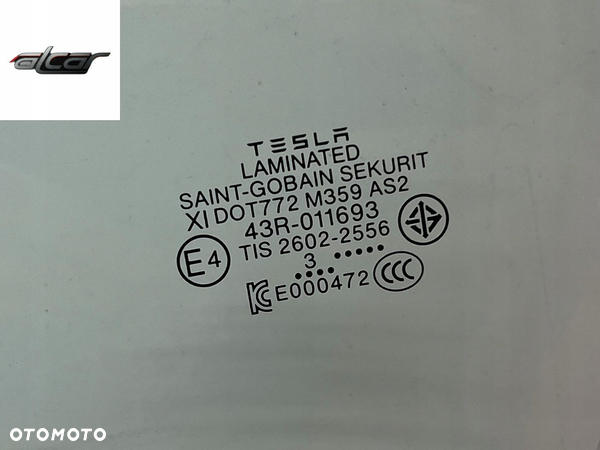 alcar
TESLA
LAMINATED
SAINT-GOBAIN SEKURIT
XI DOT772 M359 AS2
43R-011693
E4 TIS 2602-2556
3
E000472 CCC
OTOMOTO